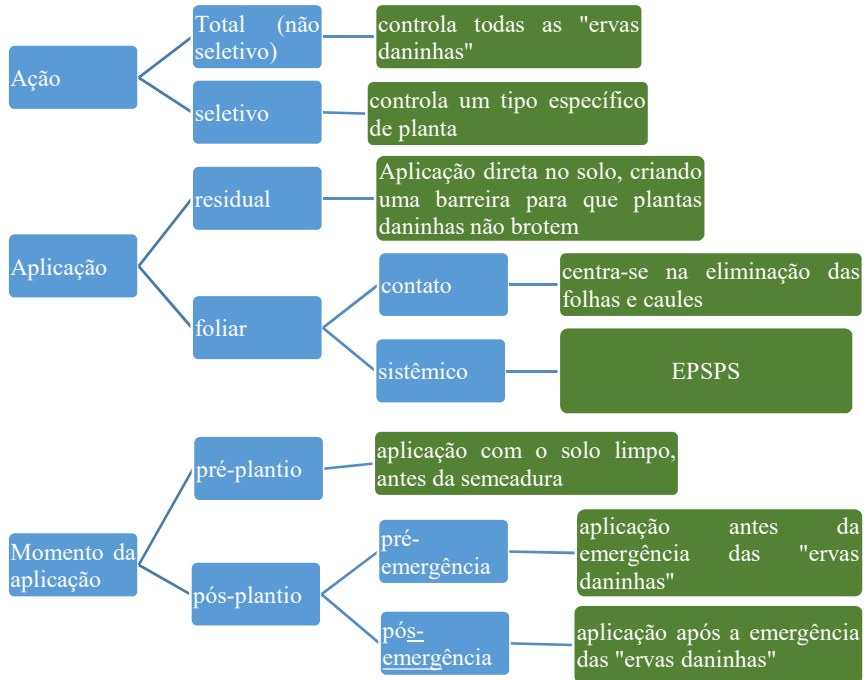 Ação
Total (não
seletivo)
controla todas as "ervas
daninhas"
seletivo
controla um tipo específico
de planta
Aplicação
residual
Aplicação direta no solo, criando
uma barreira para que plantas
daninhas não brotem
foliar
contato
centra-se na eliminação das
folhas e caules
sistêmico
EPSPS
Momento da
aplicação
pré-plantio
aplicação com o solo limpo,
antes da semeadura
pós-plantio
pré-
emergência
aplicação antes da
emergência das "ervas
daninhas"
pós-
emergência
aplicação após a emergência
das "ervas daninhas"